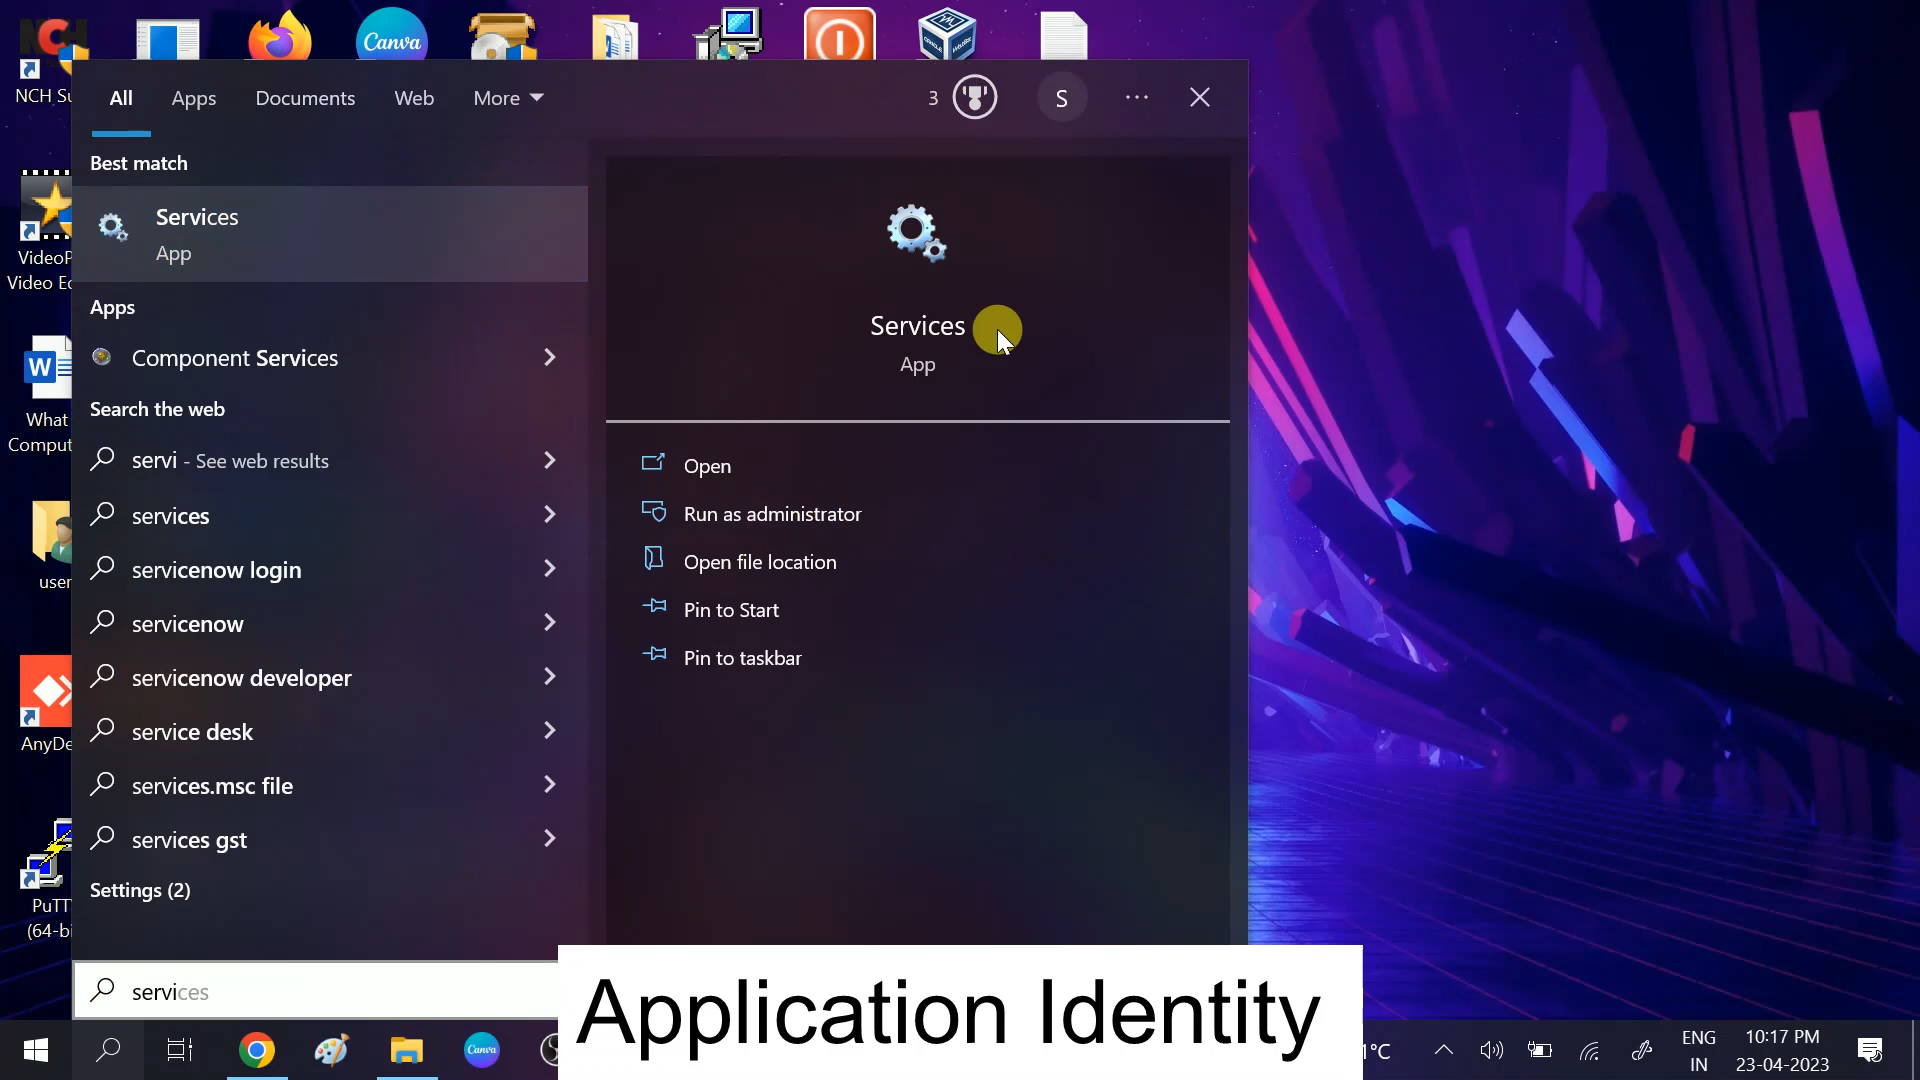 NCH Su
Canva
All
Apps
Documents
Web
More
3
S
Best match
Services
App
Apps
Component Services
Search the web
servi - See web results
services
servicenow login
servicenow
servicenow developer
service desk
services.msc file
services gst
Settings (2)
services
Services
App
Open
Run as administrator
Open file location
Pin to Start
Pin to taskbar
VideoP
Video Ed
W
What
Comput
user
AnyDe
PuTT
(64-bi
Application Identity
Canva
1°C
ENG
IN
10:17 PM
23-04-2023